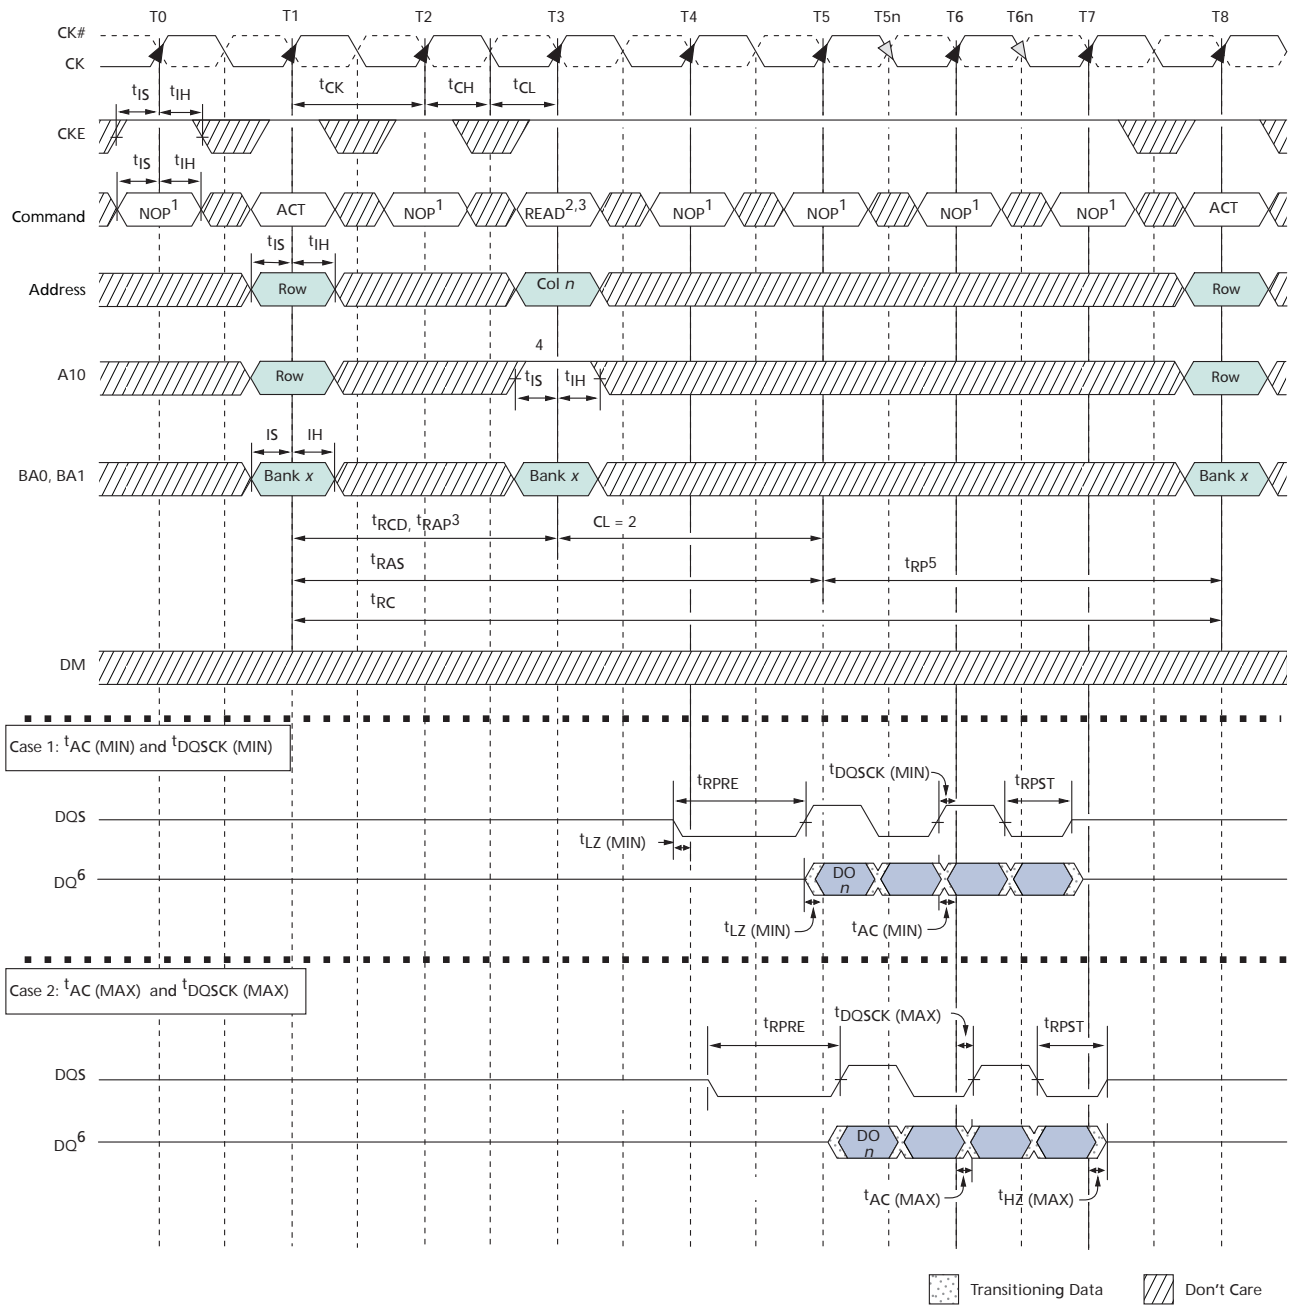 T0 T1 T2 T3 T4 T5 T5n T6 T6n T7 T8
CK#
CK
tCK tCH tCL
tIS tIH
CKE
tIS tIH
Command NOP1 ACT NOP1 READ2,3 NOP1 NOP1 NOP1 NOP1 ACT
tIS tIH
Address Row Col n Row
4
A10 Row tIS tIH Row
IS IH
BA0, BA1 Bank x Bank x Bank x
tRCD, tRAP3 CL = 2
tRAS tRP5
tRC
DM
Case 1: tAC (MIN) and tDQSCK (MIN)
tRPRE tDQSCK (MIN) tRPST
DQS
tLZ (MIN)
DQ6 DO n
tLZ (MIN) tAC (MIN)
Case 2: tAC (MAX) and tDQSCK (MAX)
tRPRE tDQSCK (MAX) tRPST
DQS
DQ6 DO n
tAC (MAX) tHZ (MAX)
Transitioning Data Don't Care